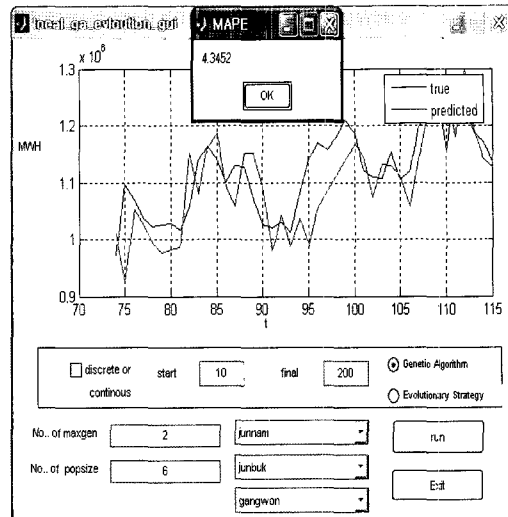 MAPE
4.3452
OK
x 10^6
1.3
1.2
1.1
1
0.9
MWH
true
predicted
70 75 80 85 90 95 100 105 110 115
t
discrete or
continous
start
10
final
200
Genetic Algorithm
Evolutionary Strategy
No.. of maxgen
2
junnam
run
No.. of popsize
6
junbuk
Exit
gangwon